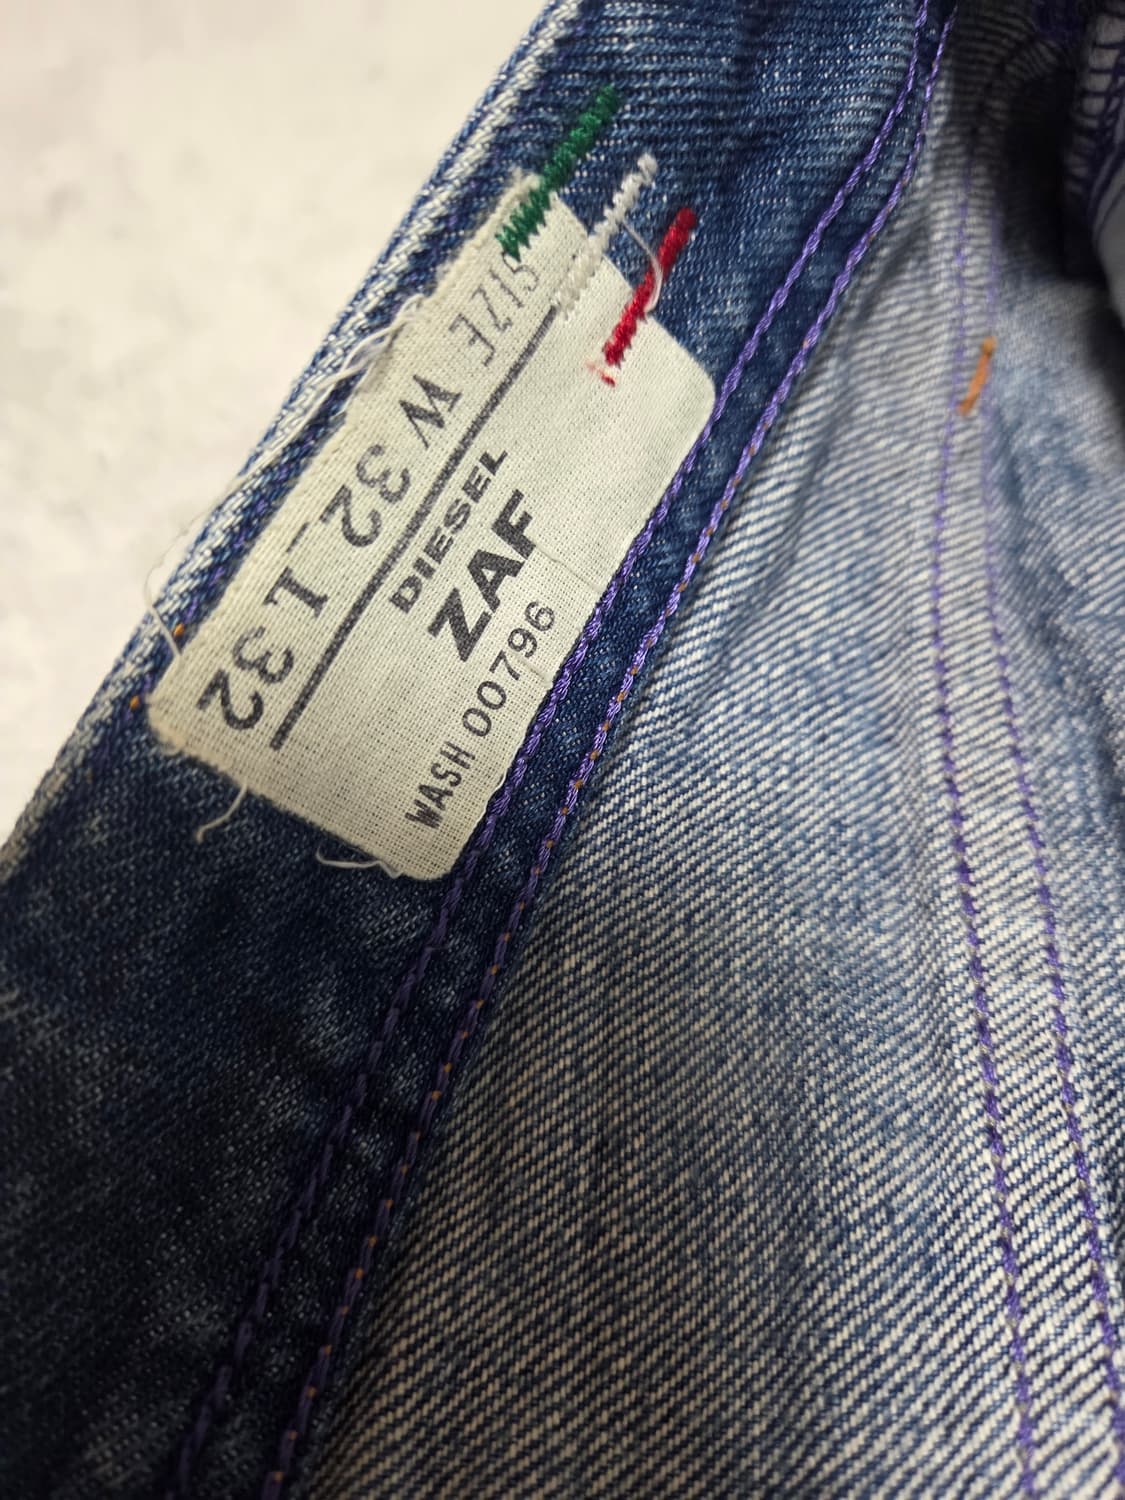 SIZE W 32 L 32
DIESEL
ZAF
WASH 00796